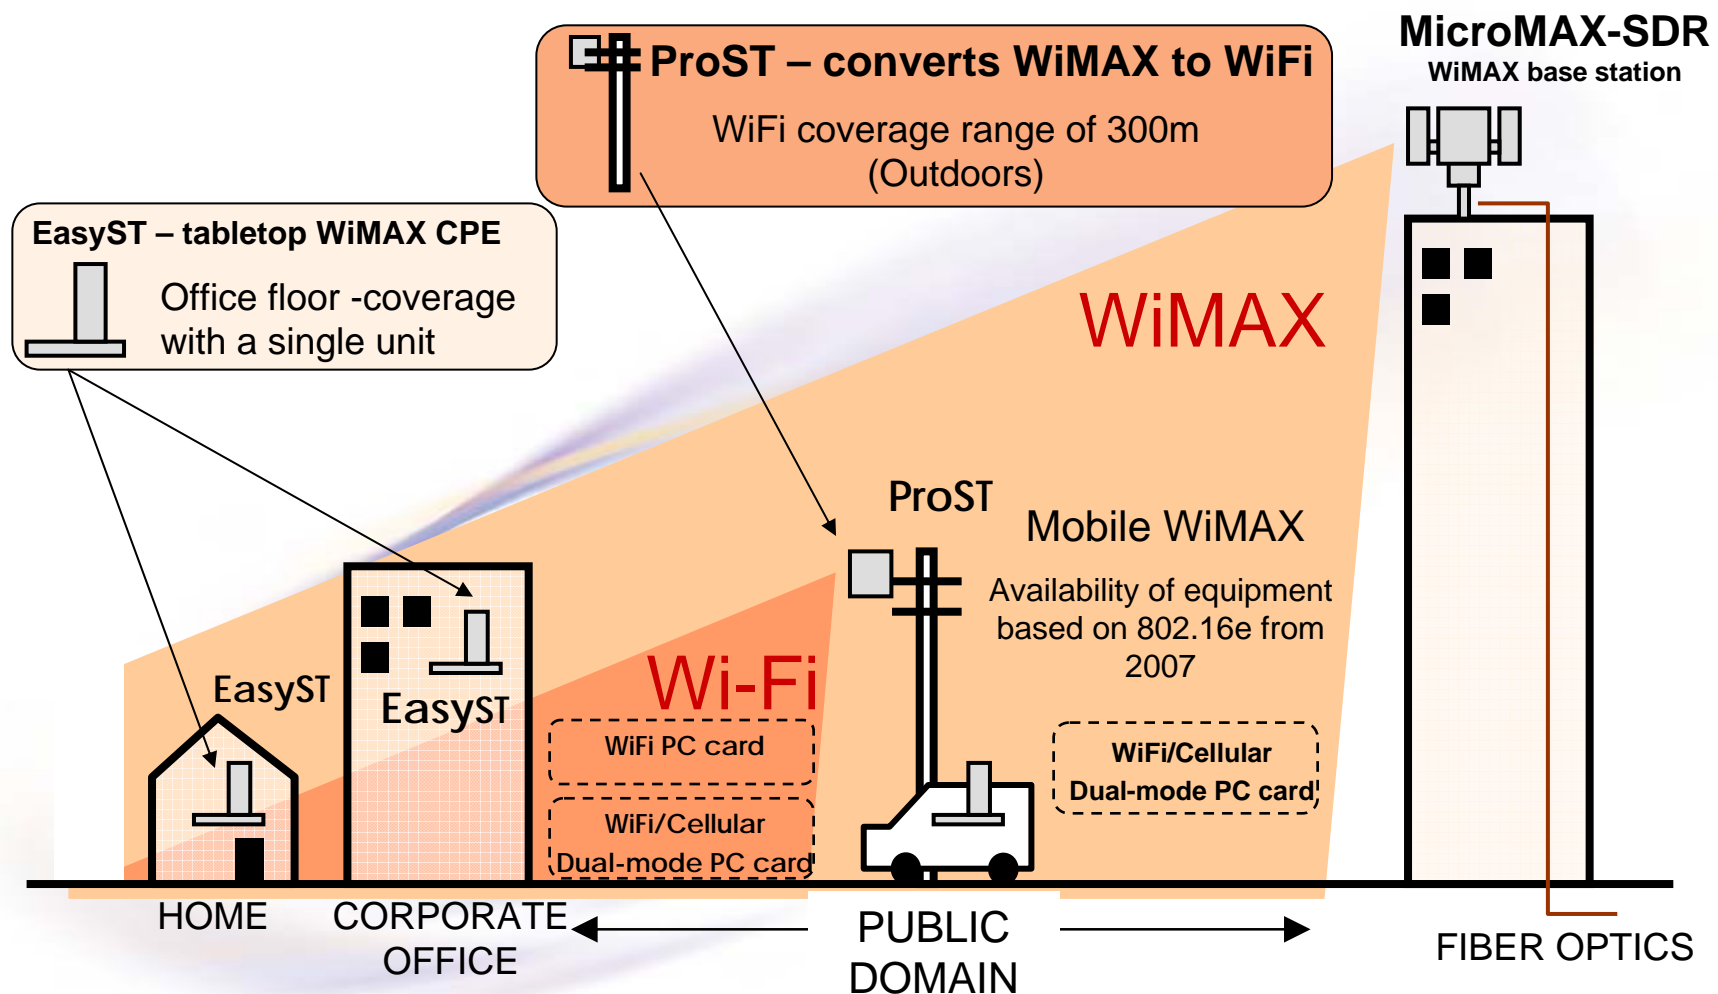 MicroMAX-SDR
WiMAX base station
ProST – converts WiMAX to WiFi
WiFi coverage range of 300m
(Outdoors)
EasyST – tabletop WiMAX CPE
Office floor -coverage
with a single unit
WiMAX
ProST
Mobile WiMAX
Availability of equipment
based on 802.16e from
2007
Wi-Fi
EasyST
EasyST
WiFi PC card
WiFi/Cellular
Dual-mode PC card
WiFi/Cellular
Dual-mode PC card
HOME
CORPORATE
OFFICE
PUBLIC
DOMAIN
FIBER OPTICS